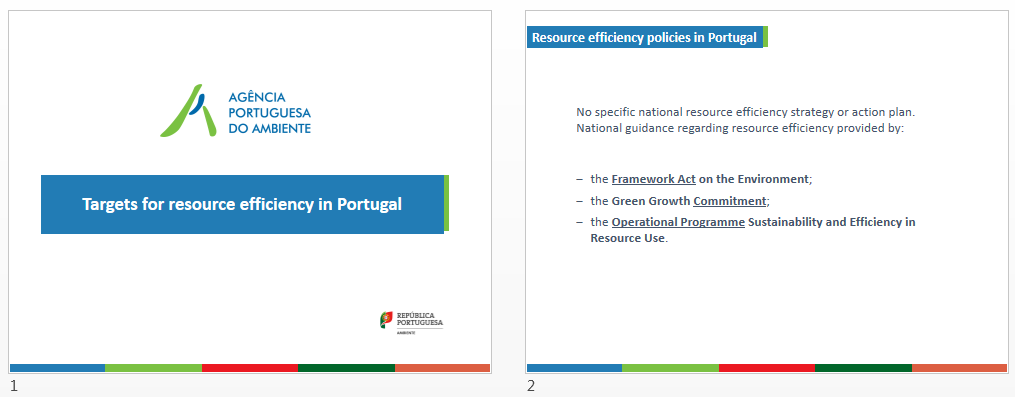 AGÊNCIA
PORTUGUESA
DO AMBIENTE
Targets for resource efficiency in Portugal
REPÚBLICA
PORTUGUESA
AMBIENTE
1
Resource efficiency policies in Portugal
No specific national resource efficiency strategy or action plan.
National guidance regarding resource efficiency provided by:
– the Framework Act on the Environment;
– the Green Growth Commitment;
– the Operational Programme Sustainability and Efficiency in
Resource Use.
2